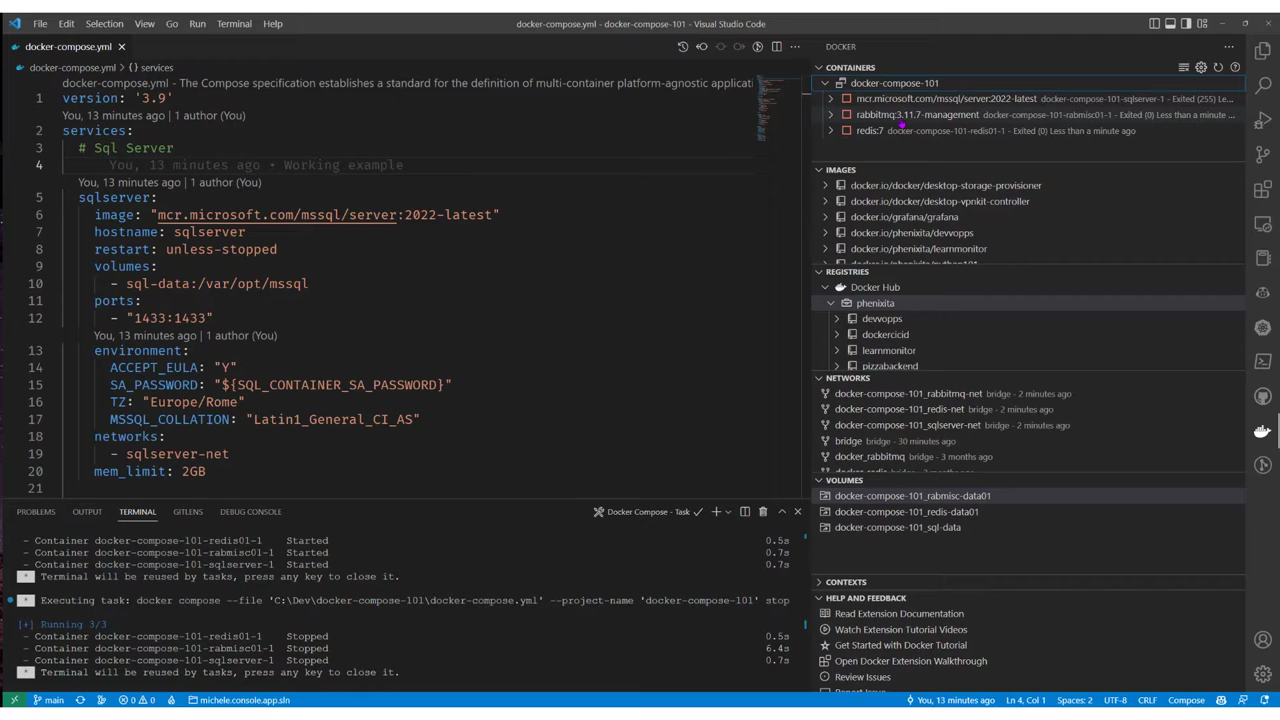 File Edit Selection View Go Run Terminal Help docker-compose.yml - docker-compose-101 - Visual Studio Code
docker-compose.yml
docker-compose.yml > {} services
docker-compose.yml - The Compose specification establishes a standard for the definition of multi-container platform-agnostic applicatio
1 version: '3.9'
You, 13 minutes ago | 1 author (You)
2 services:
3 # Sql Server
4 You, 13 minutes ago • Working example
You, 13 minutes ago | 1 author (You)
5 sqlserver:
6 image: "mcr.microsoft.com/mssql/server:2022-latest"
7 hostname: sqlserver
8 restart: unless-stopped
9 volumes:
10 - sql-data:/var/opt/mssql
11 ports:
12 - "1433:1433"
You, 13 minutes ago | 1 author (You)
13 environment:
14 ACCEPT_EULA: "Y"
15 SA_PASSWORD: "${SQL_CONTAINER_SA_PASSWORD}"
16 TZ: "Europe/Rome"
17 MSSQL_COLLATION: "Latin1_General_CI_AS"
18 networks:
19 - sqlserver-net
20 mem_limit: 2GB
21
PROBLEMS OUTPUT TERMINAL GITLENS DEBUG CONSOLE Docker Compose - Task
- Container docker-compose-101-redis01-1 Started 0.5s
- Container docker-compose-101-rabmisc01-1 Started 0.7s
- Container docker-compose-101-sqlserver-1 Started 0.7s
* Terminal will be reused by tasks, press any key to close it.
* Executing task: docker compose --file 'C:\Dev\docker-compose-101\docker-compose.yml' --project-name 'docker-compose-101' stop
[+] Running 3/3
- Container docker-compose-101-redis01-1 Stopped 0.5s
- Container docker-compose-101-rabmisc01-1 Stopped 6.4s
- Container docker-compose-101-sqlserver-1 Stopped 0.7s
* Terminal will be reused by tasks, press any key to close it.
DOCKER
CONTAINERS
docker-compose-101
mcr.microsoft.com/mssql/server:2022-latest docker-compose-101-sqlserver-1 - Exited (255) Le...
rabbitmq:3.11.7-management docker-compose-101-rabmisc01-1 - Exited (0) Less than a minute ...
redis:7 docker-compose-101-redis01-1 - Exited (0) Less than a minute ago
IMAGES
docker.io/docker/desktop-storage-provisioner
docker.io/docker/desktop-vpnkit-controller
docker.io/grafana/grafana
docker.io/phenixita/devvopps
docker.io/phenixita/learnmonitor
docker.io/phenixita/python101
REGISTRIES
Docker Hub
phenixita
devvopps
dockercicid
learnmonitor
pizzabackend
NETWORKS
docker-compose-101_rabbitmq-net bridge - 2 minutes ago
docker-compose-101_redis-net bridge - 2 minutes ago
docker-compose-101_sqlserver-net bridge - 2 minutes ago
bridge bridge - 30 minutes ago
docker_rabbitmq bridge - 3 months ago
docker_redis bridge - 3 months ago
VOLUMES
docker-compose-101_rabmisc-data01
docker-compose-101_redis-data01
docker-compose-101_sql-data
CONTEXTS
HELP AND FEEDBACK
Read Extension Documentation
Watch Extension Tutorial Videos
Get Started with Docker Tutorial
Open Docker Extension Walkthrough
Review Issues
Report Issue
main 0 0 michele.console.app.sln You, 13 minutes ago Ln 4, Col 1 Spaces: 2 UTF-8 CRLF Compose